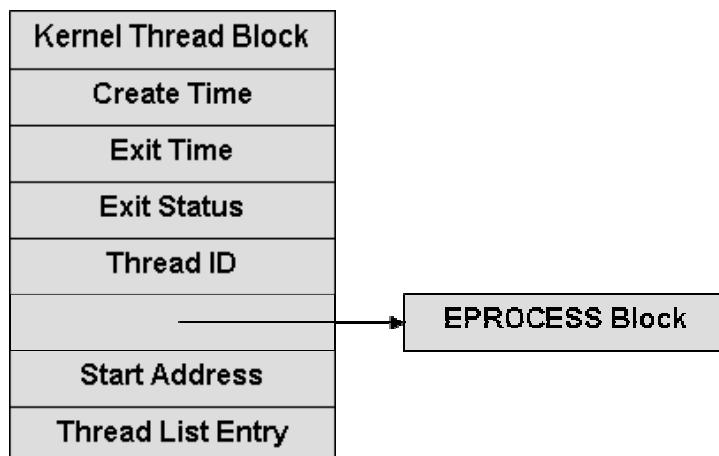 Kernel Thread Block
Create Time
Exit Time
Exit Status
Thread ID
EPROCESS Block
Start Address
Thread List Entry